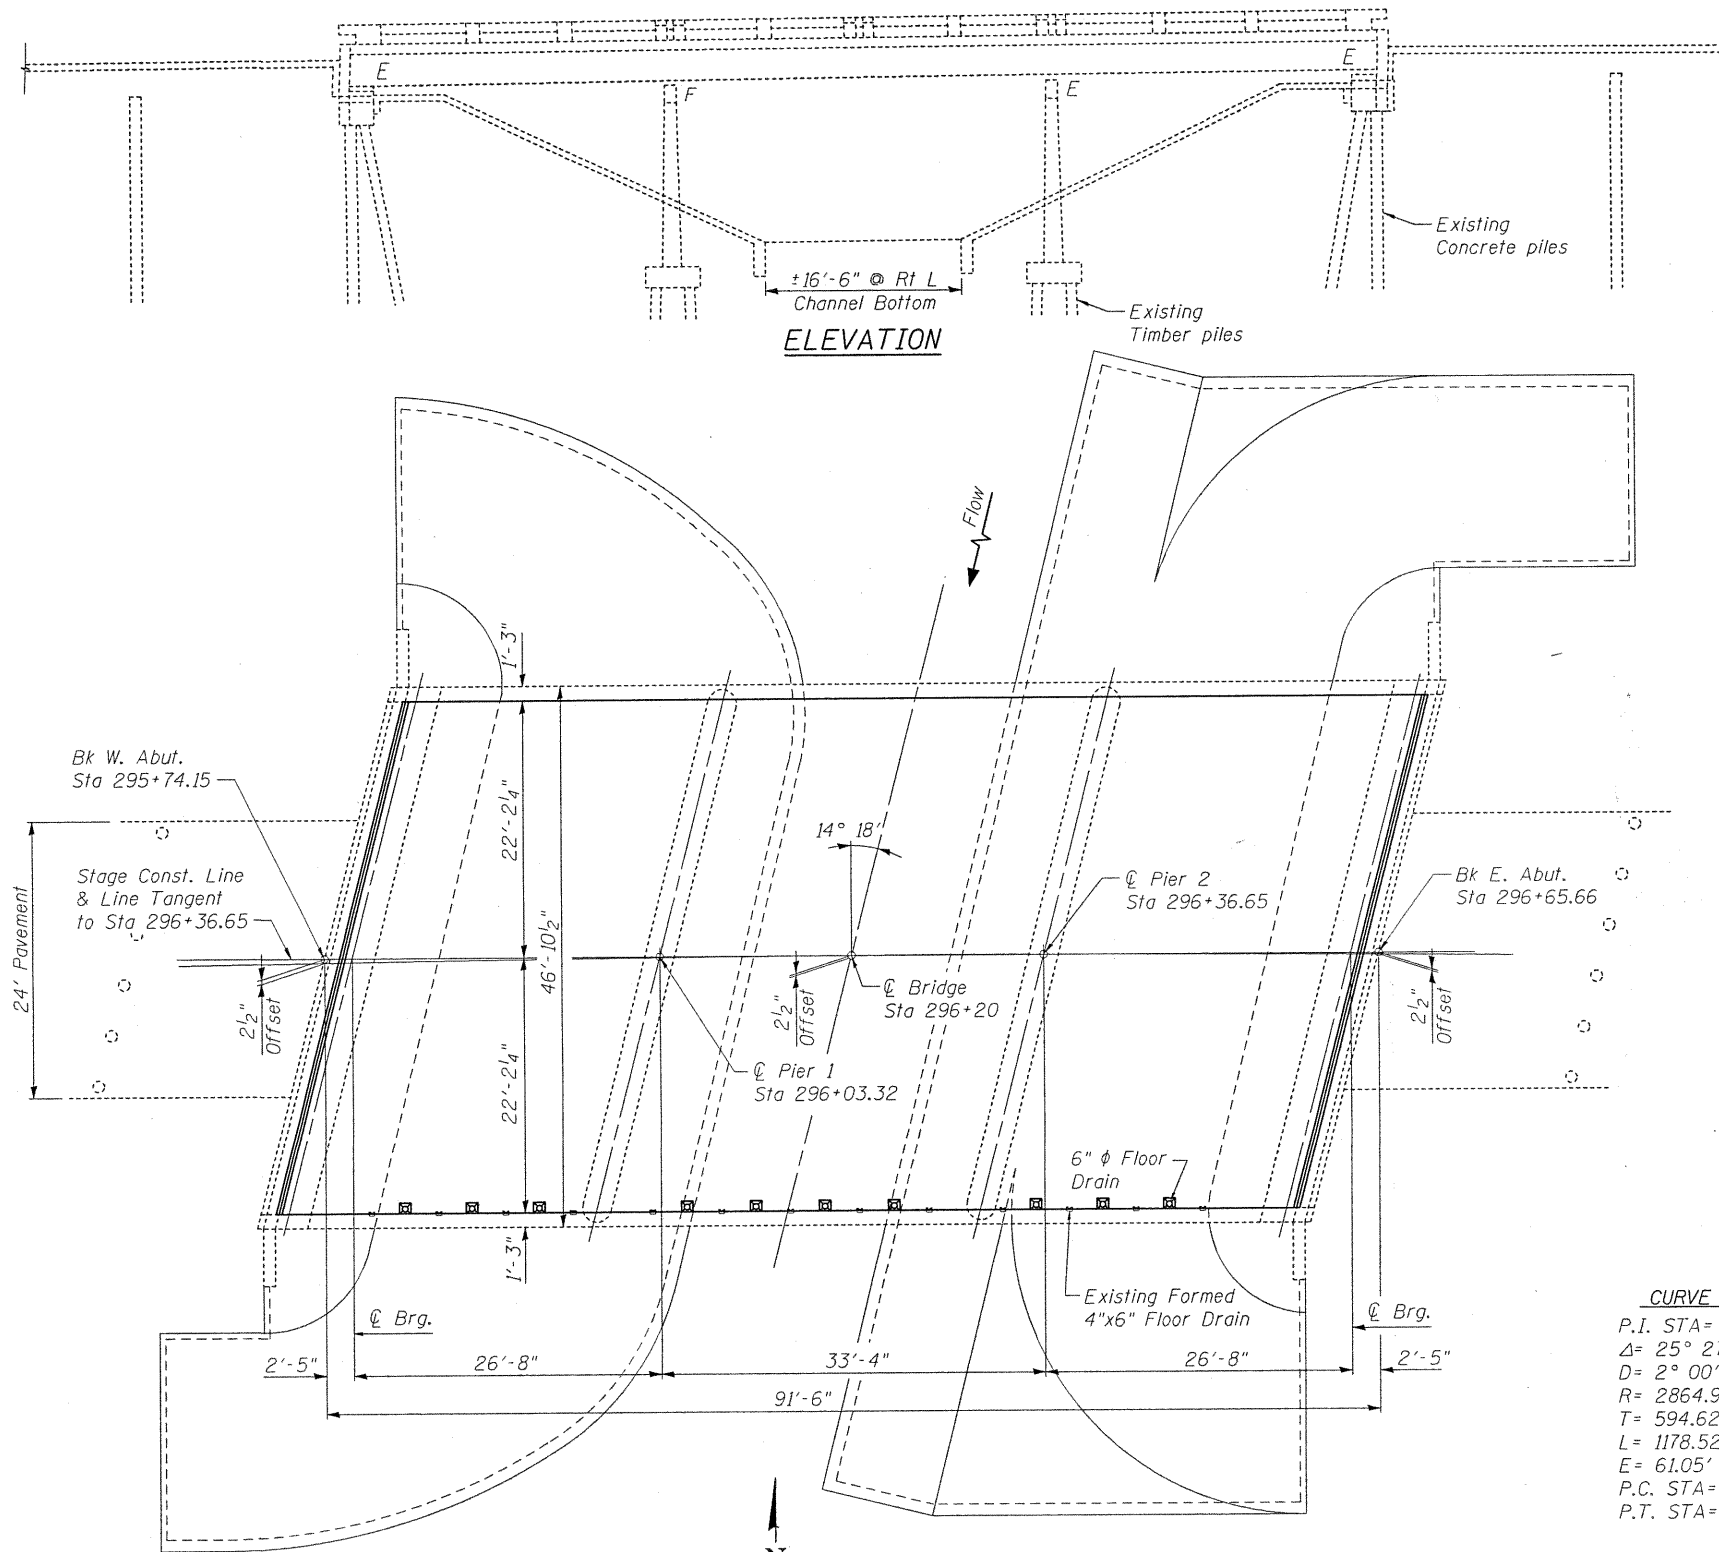 E
E
F
E
Existing
Concrete piles
±16'-6" @ Rt L
Channel Bottom
Existing
Timber piles
ELEVATION
Flow
1'-3"
Bk W. Abut.
Sta 295+74.15
22'-2¼"
14° 18'
24' Pavement
Stage Const. Line
& Line Tangent
to Sta 296+36.65
46'-10½"
℄ Pier 2
Sta 296+36.65
Bk E. Abut.
Sta 296+65.66
2½"
Offset
2½"
Offset
℄ Bridge
Sta 296+20
2½"
Offset
22'-2¼"
℄ Pier 1
Sta 296+03.32
6" ϕ Floor
Drain
1'-3"
Existing Formed
4"x6" Floor Drain
℄ Brg.
℄ Brg.
2'-5"
26'-8"
33'-4"
26'-8"
2'-5"
91'-6"
CURVE
P.I. STA=
Δ= 25° 2
D= 2° 00'
R= 2864.9
T= 594.62
L= 1178.52
E= 61.05'
P.C. STA=
P.T. STA=
N